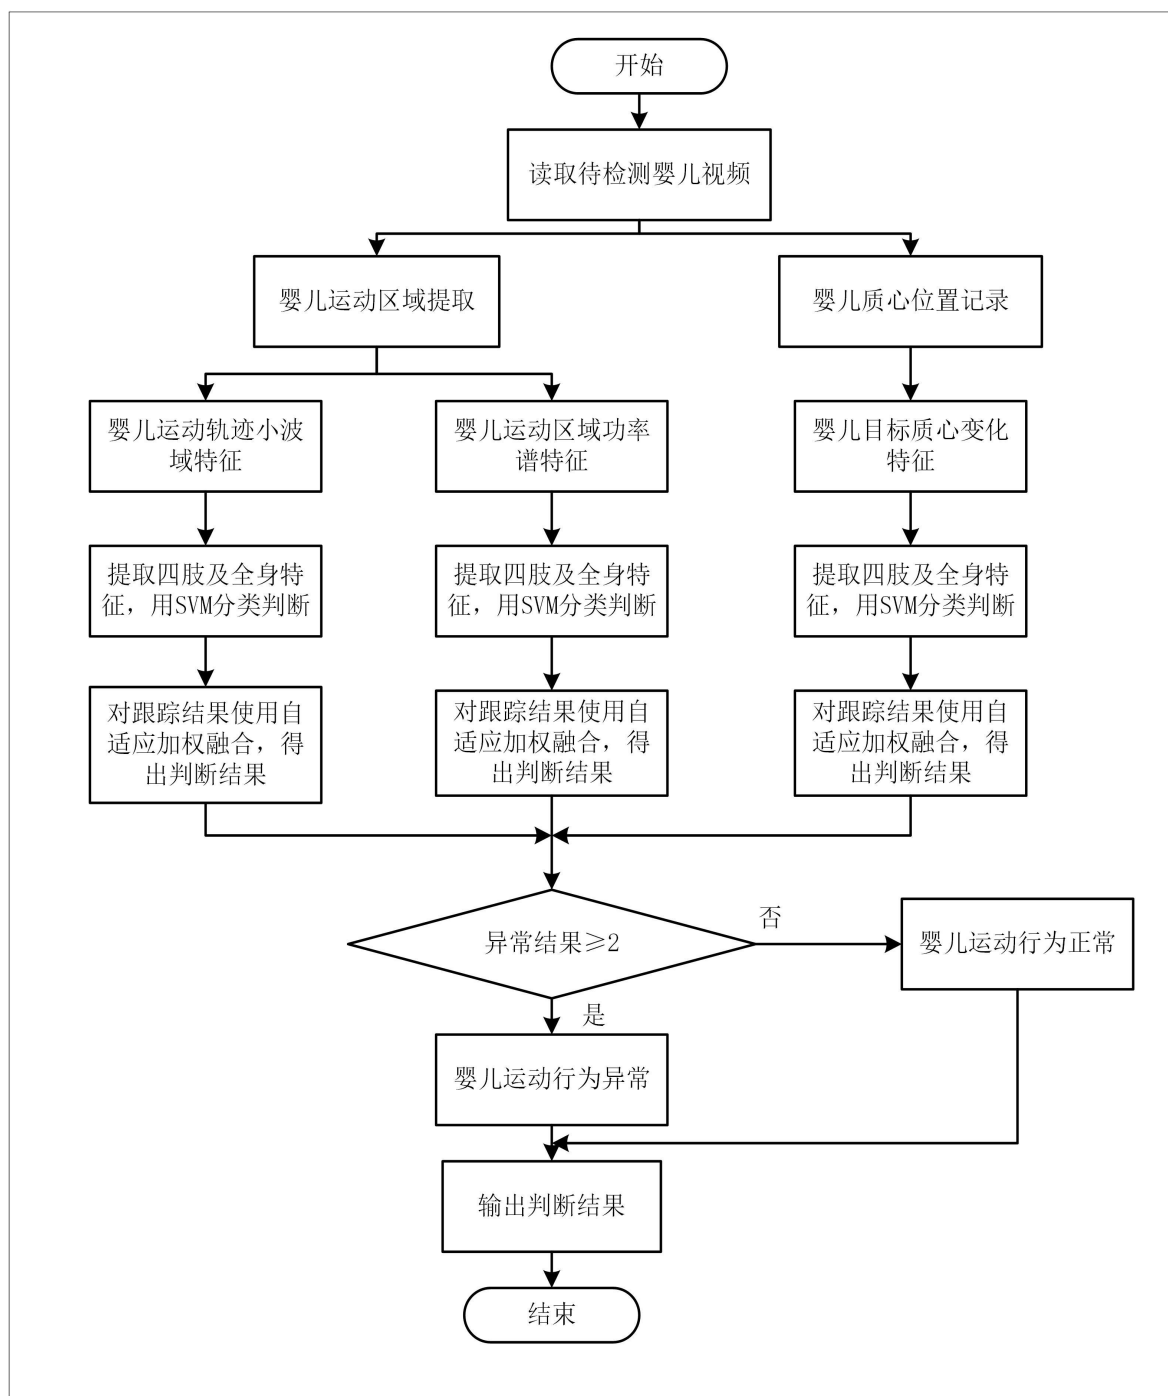 开始
读取待检测婴儿视频
婴儿运动区域提取
婴儿质心位置记录
婴儿运动轨迹小波
域特征
婴儿运动区域功率
谱特征
婴儿目标质心变化
特征
提取四肢及全身特
征，用SVM分类判断
提取四肢及全身特
征，用SVM分类判断
提取四肢及全身特
征，用SVM分类判断
对跟踪结果使用自
适应加权融合，得
出判断结果
对跟踪结果使用自
适应加权融合，得
出判断结果
对跟踪结果使用自
适应加权融合，得
出判断结果
异常结果≥2
否
婴儿运动行为正常
是
婴儿运动行为异常
输出判断结果
结束